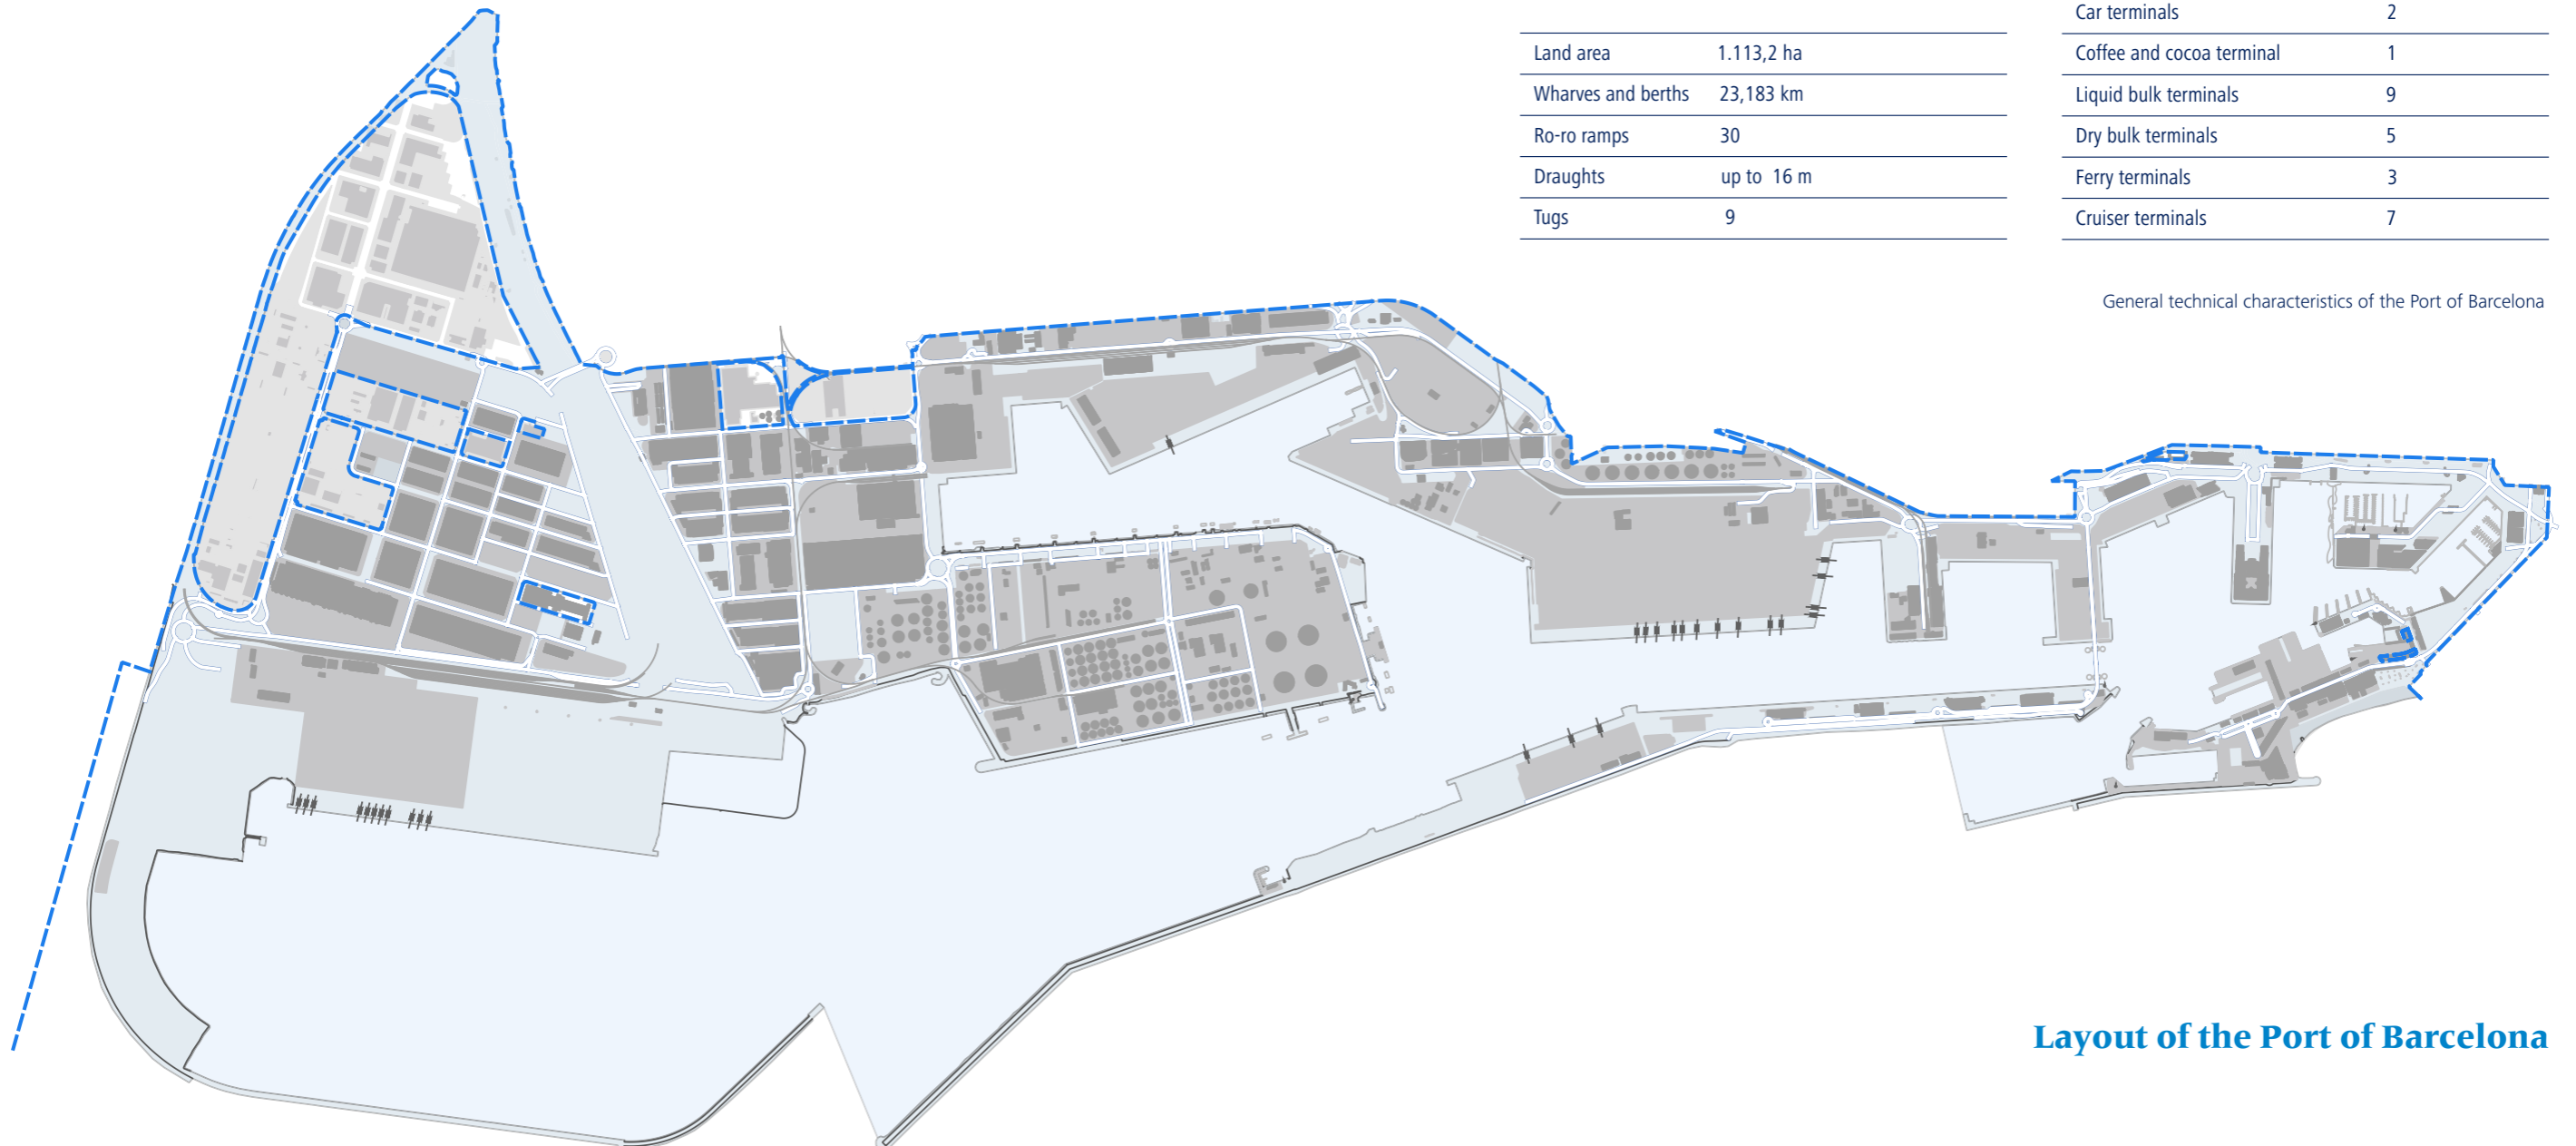 Land area 1.113,2 ha
Wharves and berths 23,183 km
Ro-ro ramps 30
Draughts up to 16 m
Tugs 9
Car terminals 2
Coffee and cocoa terminal 1
Liquid bulk terminals 9
Dry bulk terminals 5
Ferry terminals 3
Cruiser terminals 7
General technical characteristics of the Port of Barcelona
Layout of the Port of Barcelona